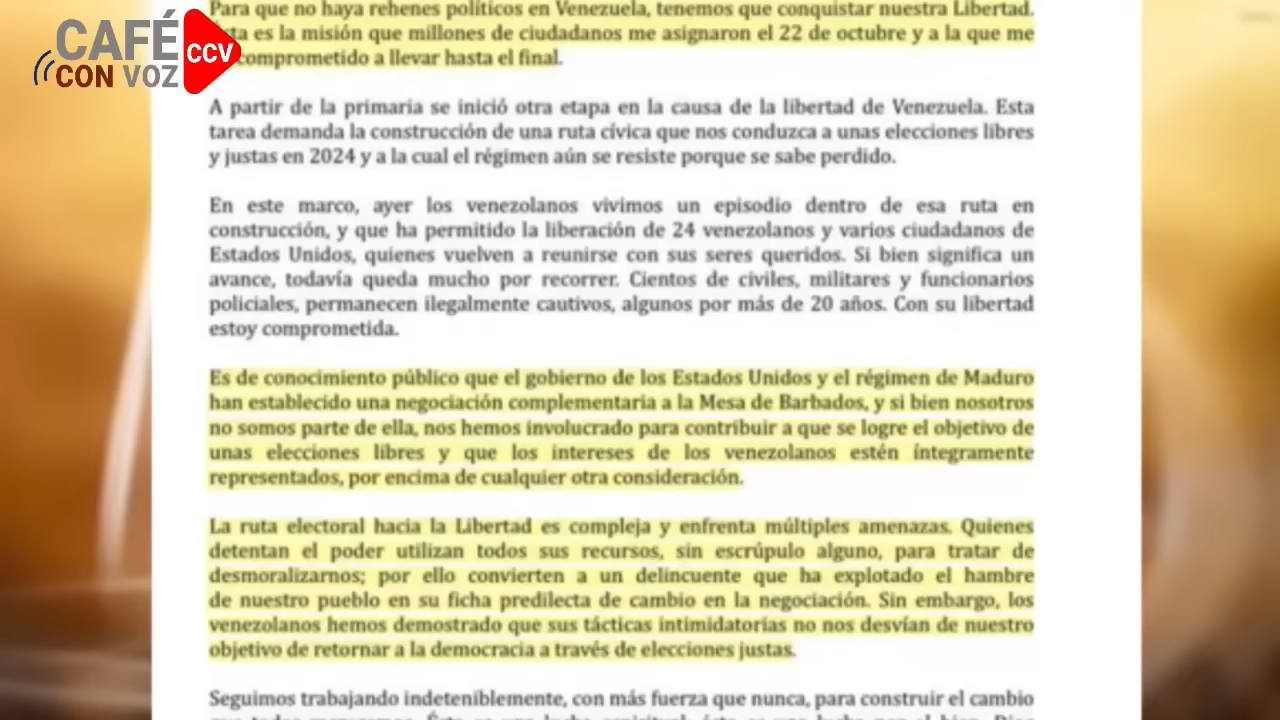 CAFÉ
CON VOZ
CCV
Para que no haya rehenes políticos en Venezuela, tenemos que conquistar nuestra Libertad.
es la misión que millones de ciudadanos me asignaron el 22 de octubre y a la que me
comprometido a llevar hasta el final.
A partir de la primaria se inició otra etapa en la causa de la libertad de Venezuela. Esta
tarea demanda la construcción de una ruta cívica que nos conduzca a unas elecciones libres
y justas en 2024 y a la cual el régimen aún se resiste porque se sabe perdido.
En este marco, ayer los venezolanos vivimos un episodio dentro de esa ruta en
construcción, y que ha permitido la liberación de 24 venezolanos y varios ciudadanos de
Estados Unidos, quienes vuelven a reunirse con sus seres queridos. Si bien significa un
avance, todavía queda mucho por recorrer. Cientos de civiles, militares y funcionarios
policiales, permanecen ilegalmente cautivos, algunos por más de 20 años. Con su libertad
estoy comprometida.
Es de conocimiento público que el gobierno de los Estados Unidos y el régimen de Maduro
han establecido una negociación complementaria a la Mesa de Barbados, y si bien nosotros
no somos parte de ella, nos hemos involucrado para contribuir a que se logre el objetivo de
unas elecciones libres y que los intereses de los venezolanos estén íntegramente
representados, por encima de cualquier otra consideración.
La ruta electoral hacia la Libertad es compleja y enfrenta múltiples amenazas. Quienes
detentan el poder utilizan todos sus recursos, sin escrúpulo alguno, para tratar de
desmoralizarnos; por ello convierten a un delincuente que ha explotado el hambre
de nuestro pueblo en su ficha predilecta de cambio en la negociación. Sin embargo, los
venezolanos hemos demostrado que sus tácticas intimidatorias no nos desvían de nuestro
objetivo de retornar a la democracia a través de elecciones justas.
Seguimos trabajando indeteniblemente, con más fuerza que nunca, para construir el cambio